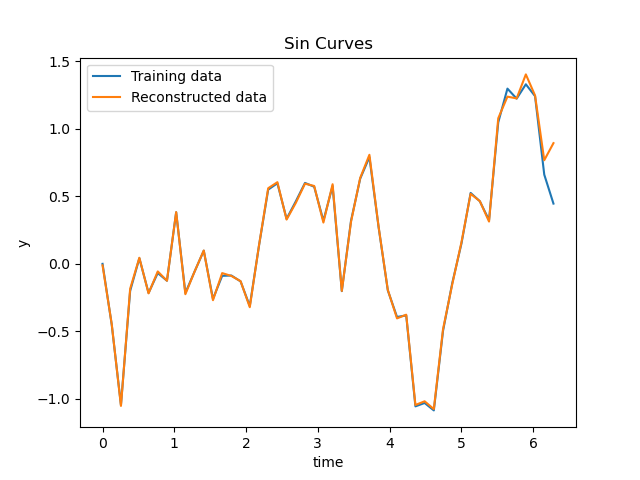 Sin Curves
Training data
Reconstructed data
1.5
1.0
0.5
0.0
−0.5
−1.0
y
0 1 2 3 4 5 6
time